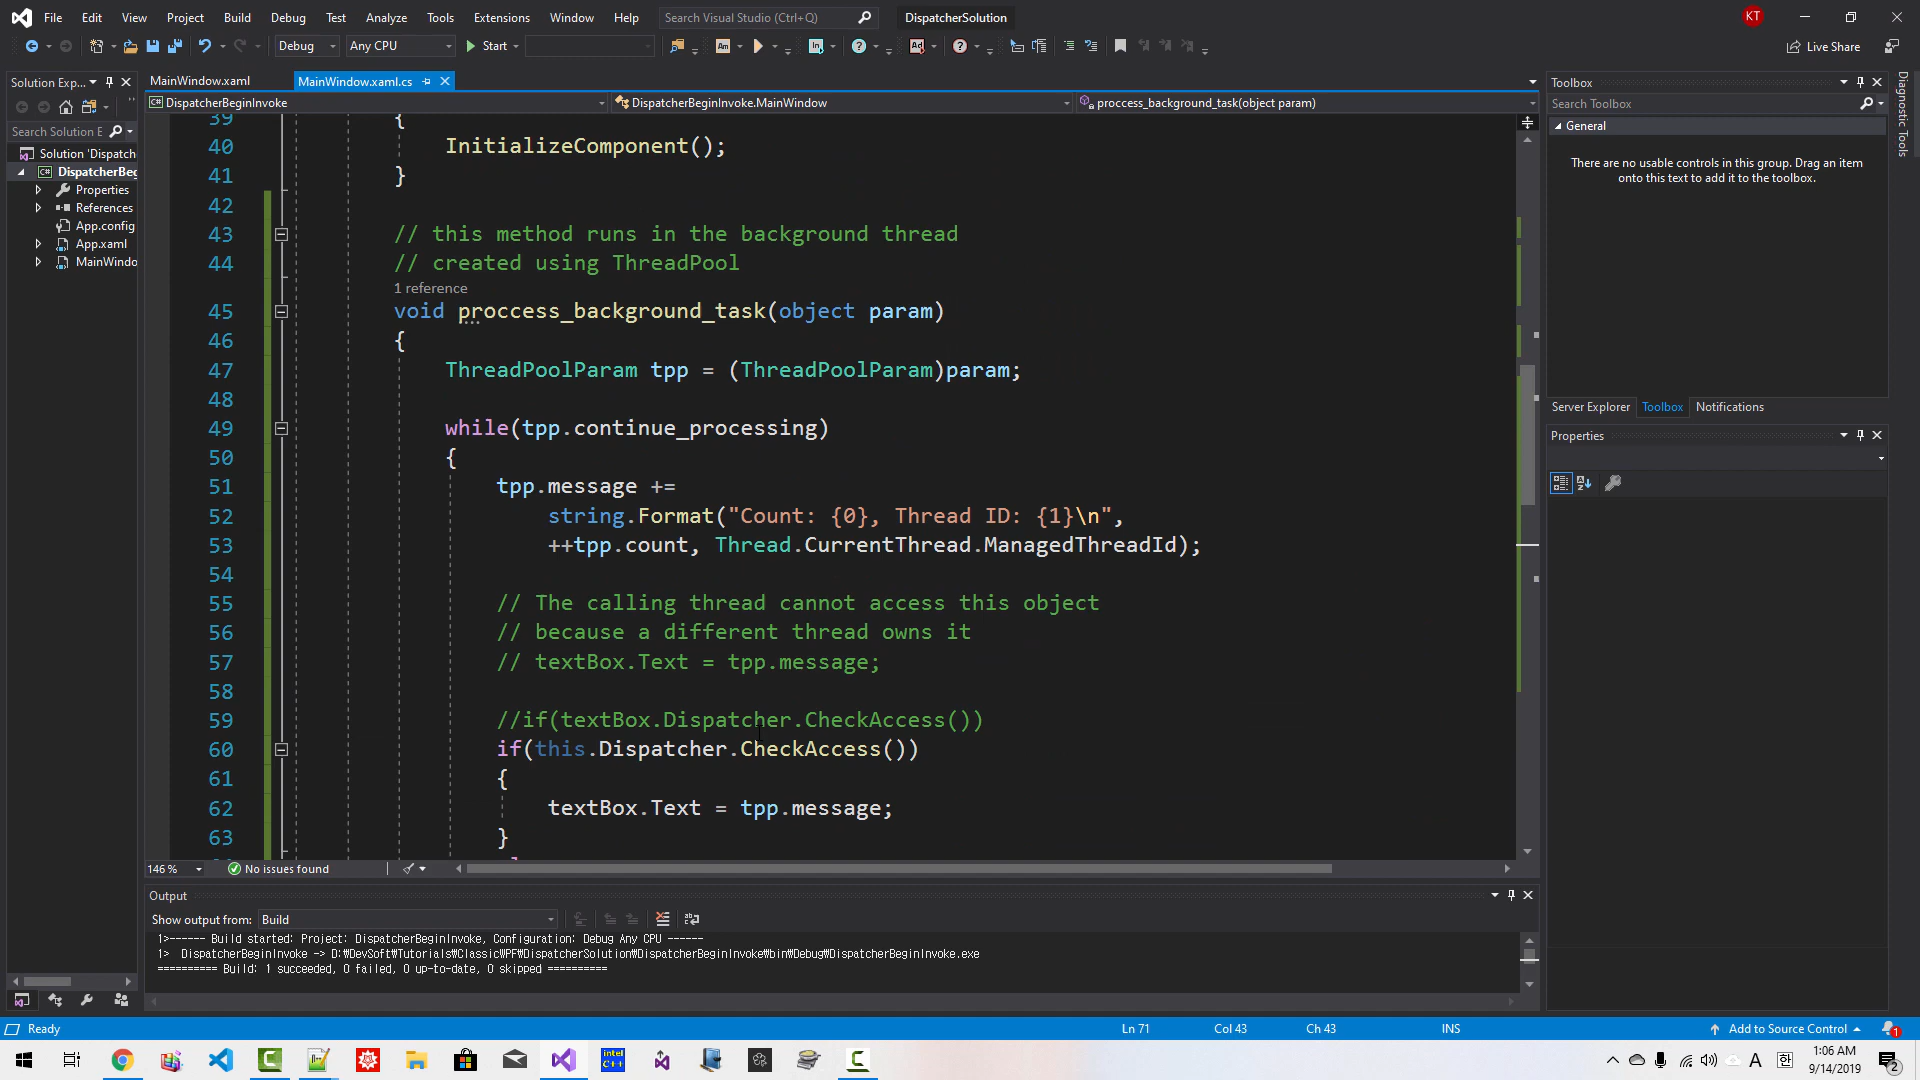 File Edit View Project Build Debug Test Analyze Tools Extensions Window Help Search Visual Studio (Ctrl+Q) DispatcherSolution KT
Debug Any CPU Start Live Share
Solution Exp... MainWindow.xaml MainWindow.xaml.cs Toolbox
DispatcherBeginInvoke DispatcherBeginInvoke.MainWindow proccess_background_task(object param) Search Toolbox
Search Solution E
General
There are no usable controls in this group. Drag an item
onto this text to add it to the toolbox.
Diagnostic Tools
Solution 'Dispatch
DispatcherBeg
Properties
References
App.config
App.xaml
MainWindo
39 {
40 InitializeComponent();
41 }
42
43 // this method runs in the background thread
44 // created using ThreadPool
1 reference
45 void proccess_background_task(object param)
46 {
47 ThreadPoolParam tpp = (ThreadPoolParam)param;
48
49 while(tpp.continue_processing)
50 {
51 tpp.message +=
52 string.Format("Count: {0}, Thread ID: {1}\n",
53 ++tpp.count, Thread.CurrentThread.ManagedThreadId);
54
55 // The calling thread cannot access this object
56 // because a different thread owns it
57 // textBox.Text = tpp.message;
58
59 //if(textBox.Dispatcher.CheckAccess())
60 if(this.Dispatcher.CheckAccess())
61 {
62 textBox.Text = tpp.message;
63 }
Server Explorer Toolbox Notifications
Properties
146 % No issues found
Output
Show output from: Build
1>------ Build started: Project: DispatcherBeginInvoke, Configuration: Debug Any CPU ------
1> DispatcherBeginInvoke -> D:₩DevSoft₩Tutorials₩ClassicWPF₩DispatcherSolution₩DispatcherBeginInvoke₩bin₩Debug₩DispatcherBeginInvoke.exe
========== Build: 1 succeeded, 0 failed, 0 up-to-date, 0 skipped ==========
Ready Ln 71 Col 43 Ch 43 INS Add to Source Control 1
intel C++ A 한 1:06 AM
9/14/2019 2